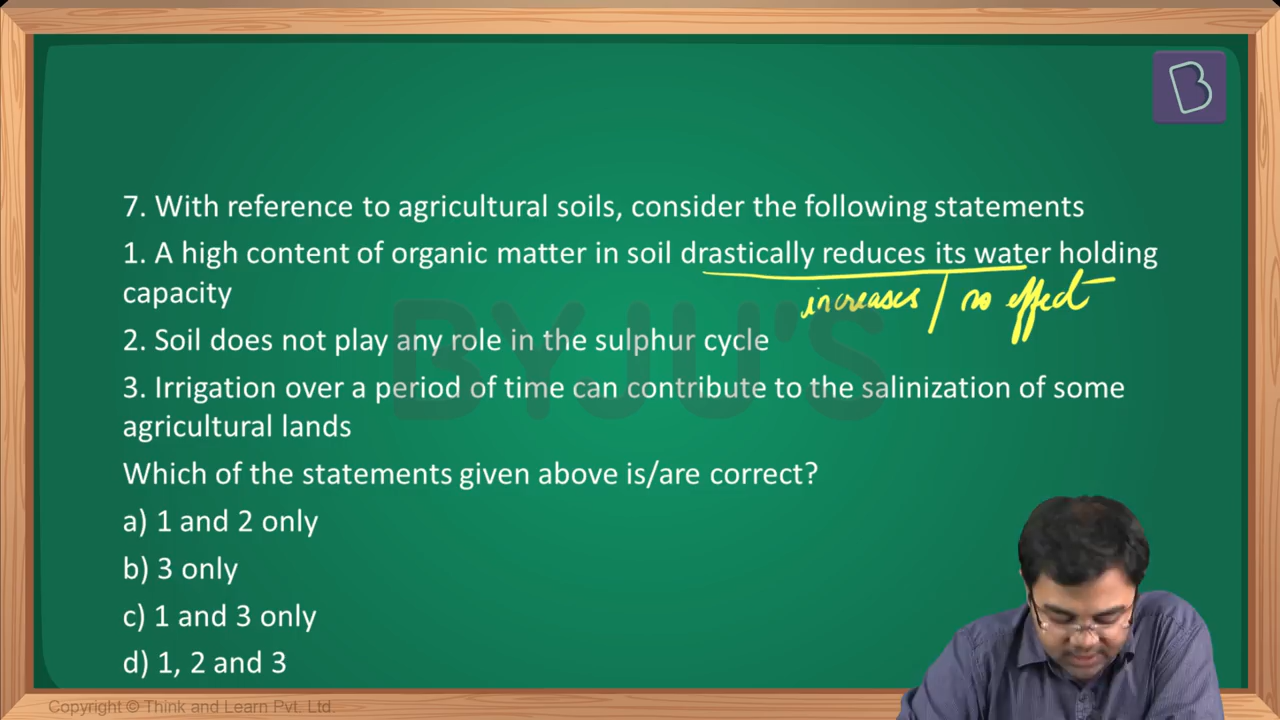 B
7. With reference to agricultural soils, consider the following statements
1. A high content of organic matter in soil drastically reduces its water holding
capacity
increases / no effect
2. Soil does not play any role in the sulphur cycle
3. Irrigation over a period of time can contribute to the salinization of some
agricultural lands
Which of the statements given above is/are correct?
a) 1 and 2 only
b) 3 only
c) 1 and 3 only
d) 1, 2 and 3
BYJU'S
Copyright © Think and Learn Pvt. Ltd.